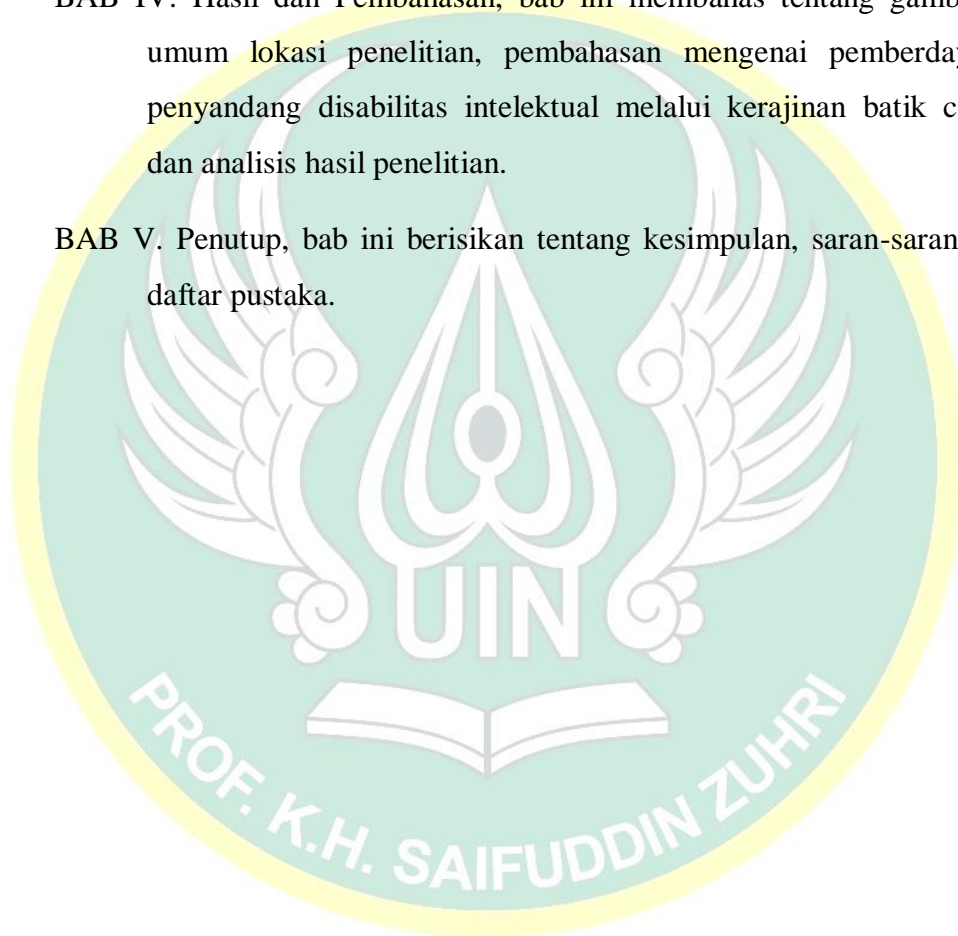 BAB IV. Hasil dan Pembahasan, bab ini membahas tentang
umum lokasi penelitian, pembahasan mengenai
penyandang disabilitas intelektual melalui kerajinan batik
dan analisis hasil penelitian.
BAB V. Penutup, bab ini berisikan tentang kesimpulan, saran-saran
daftar pustaka.
UIN
PROF. K.H. SAIFUDDIN ZUHRI